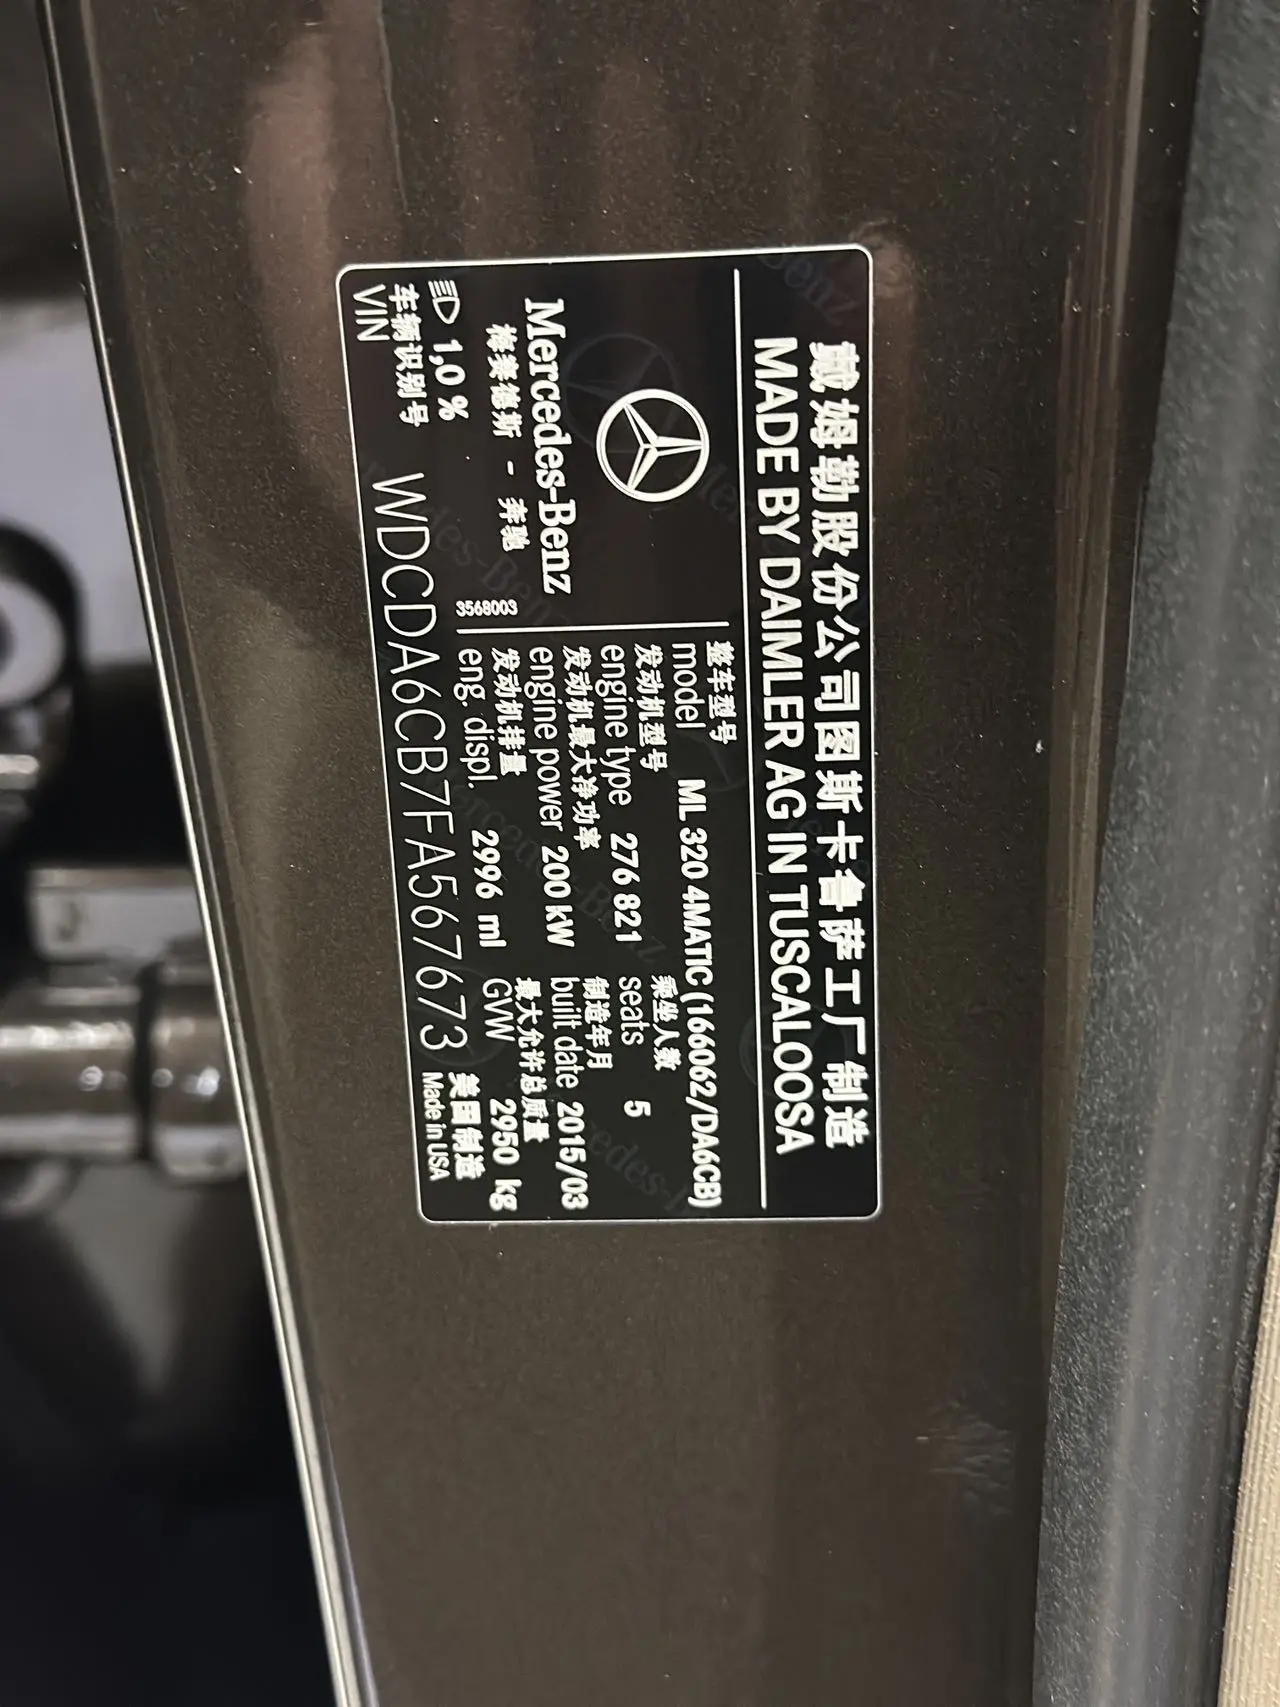 戴姆勒股份公司图斯卡鲁萨工厂制造
MADE BY DAIMLER AG IN TUSCALOOSA
Mercedes-Benz
梅赛德斯 - 奔驰
3568003
整车型号
model ML 320 4MATIC (166062/DA6CB)
发动机型号
engine type 276 821
乘坐人数
seats 5
发动机最大净功率
engine power 200 kW
制造年月
built date 2015/03
发动机排量
eng. displ. 2996 ml
最大允许总质量
GVW 2950 kg
1,0 %
车辆识别号
VIN WDCDA6CB7FA567673
美国制造
Made in USA